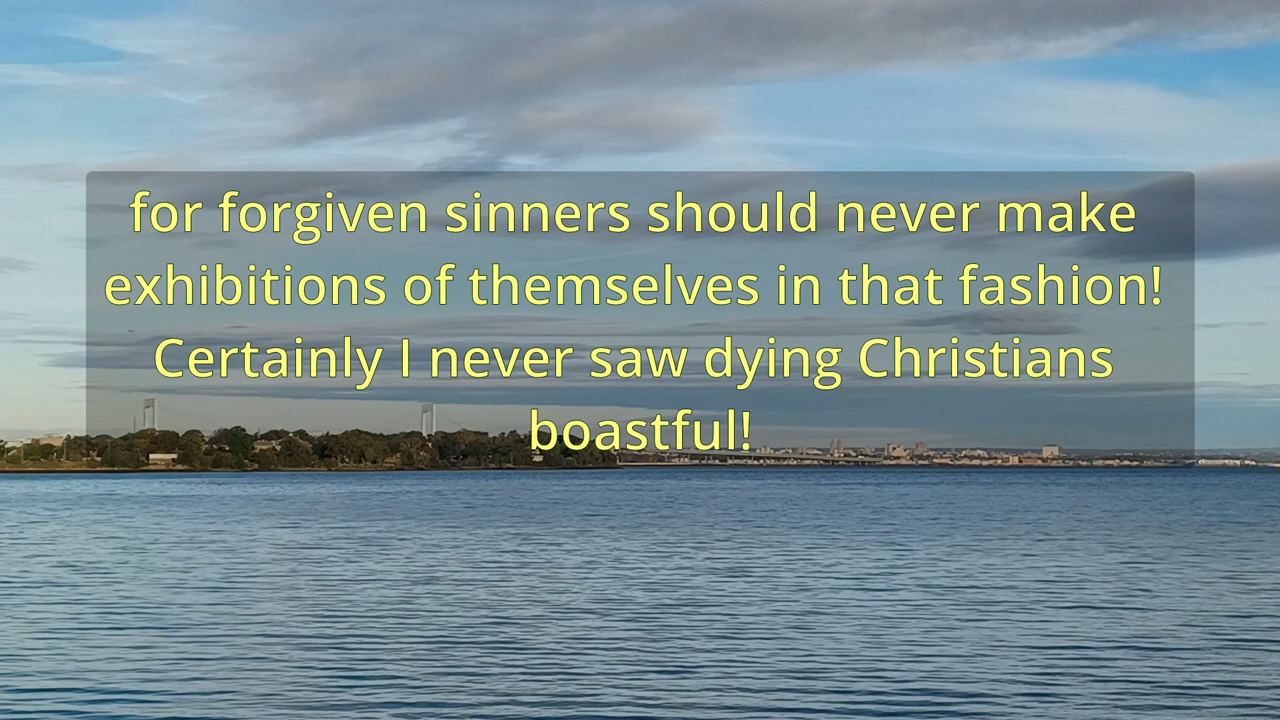 for forgiven sinners should never make
exhibitions of themselves in that fashion!
Certainly I never saw dying Christians
boastful!